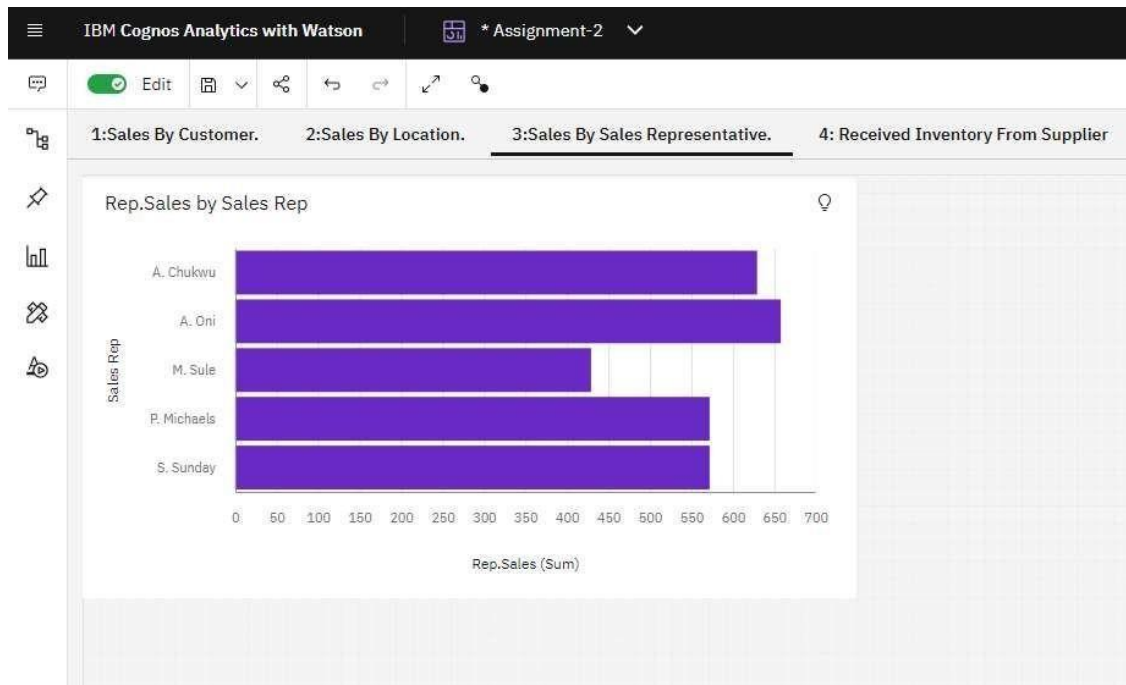 IBM Cognos Analytics with Watson
* Assignment-2
Edit
1:Sales By Customer. 2:Sales By Location. 3:Sales By Sales Representative. 4: Received Inventory From Supplier
Rep.Sales by Sales Rep
Sales Rep
A. Chukwu
A. Oni
M. Sule
P. Michaels
S. Sunday
0 50 100 150 200 250 300 350 400 450 500 550 600 650 700
Rep.Sales (Sum)